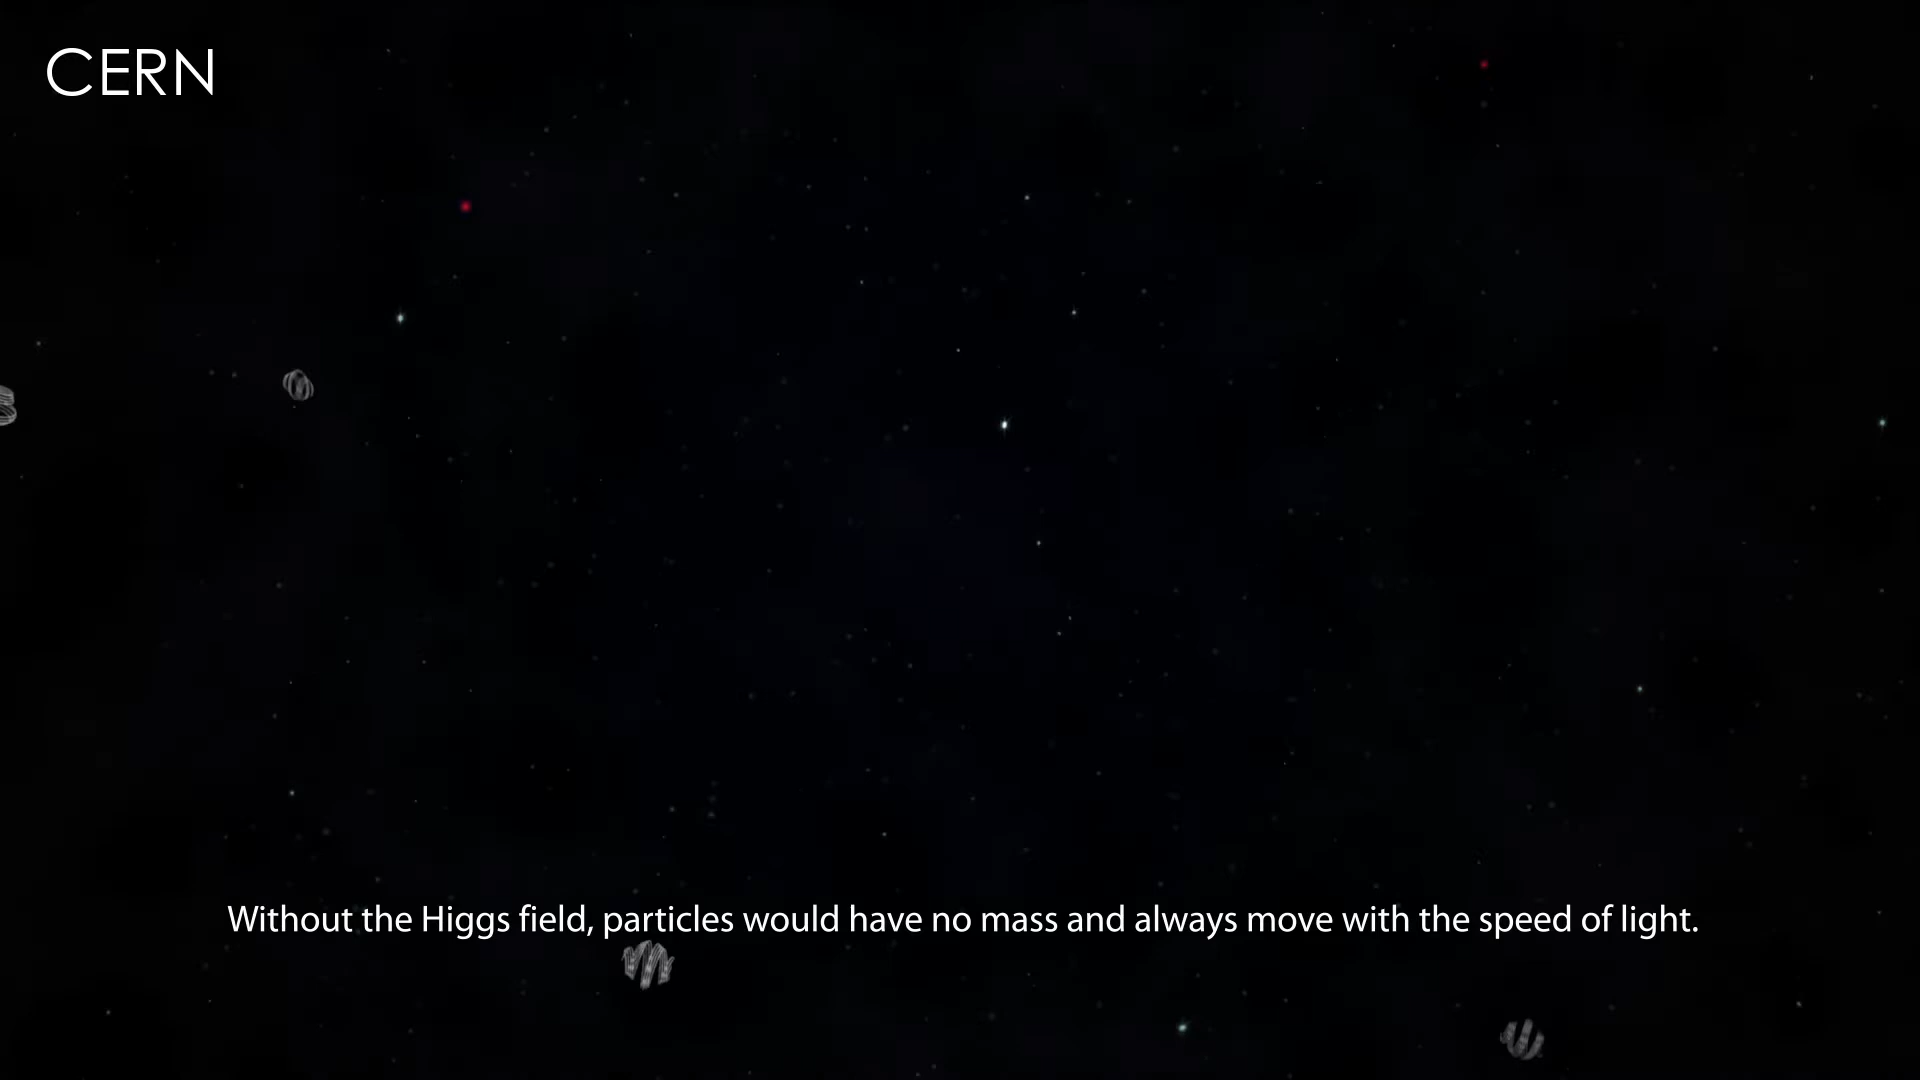 CERN
Without the Higgs field, particles would have no mass and always move with the speed of light.